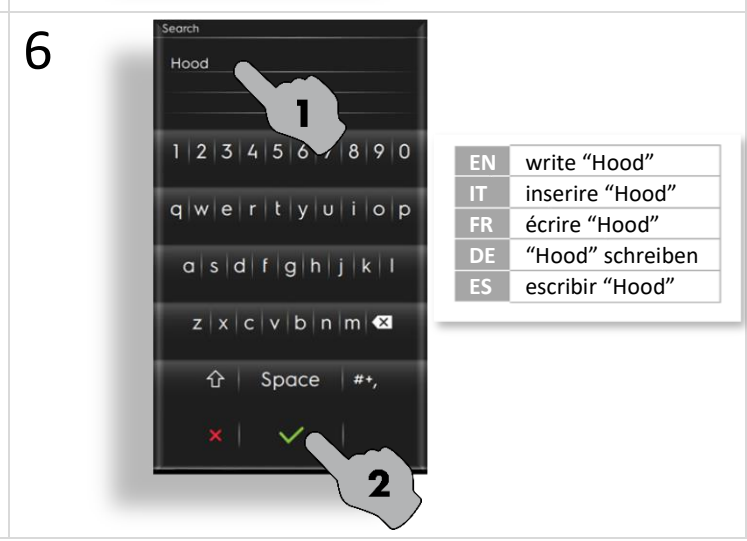 6
Search
Hood
1
1 2 3 4 5 6 7 8 9 0
q w e r t y u i o p
a s d f g h j k l
z x c v b n m
Space #+,
2
EN write “Hood”
IT inserire “Hood”
FR écrire “Hood”
DE “Hood” schreiben
ES escribir “Hood”